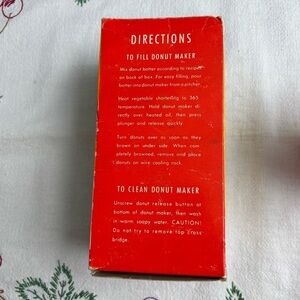 DIRECTIONS
TO FILL DONUT MAKER
Mix donut batter according to recipes
on back of box. For easy filling, pour
batter into donut maker from a pitcher.
Heat vegetable shortening to 365
temperature. Hold donut maker di-
rectly over heated oil, then press
plunger and release quickly.
Turn donuts over as soon as they
brown on under side. When com-
pletely browned, remove and place
donuts on wire cooling rack.
TO CLEAN DONUT MAKER
Unscrew donut release button at
bottom of donut maker, then wash
in warm soapy water. CAUTION!
Do not try to remove top cross
bridge.